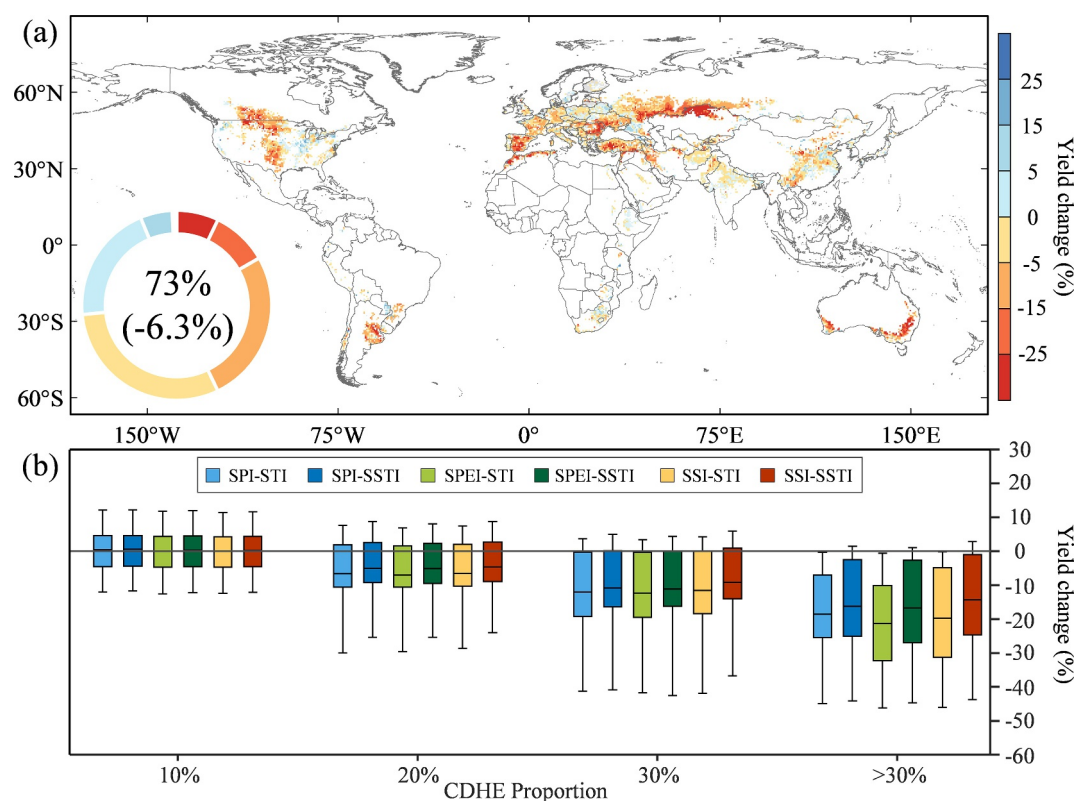 (a)
60°N
30°N
0°
30°S
60°S
150°W 75°W 0° 75°E 150°E
73%
(-6.3%)
25
15
5
0
-5
-15
-25
Yield change (%)
(b)
SPI-STI SPI-SSTI SPEI-STI SPEI-SSTI SSI-STI SSI-SSTI
30
20
10
0
-10
-20
-30
-40
-50
-60
Yield change (%)
10% 20% 30% >30%
CDHE Proportion